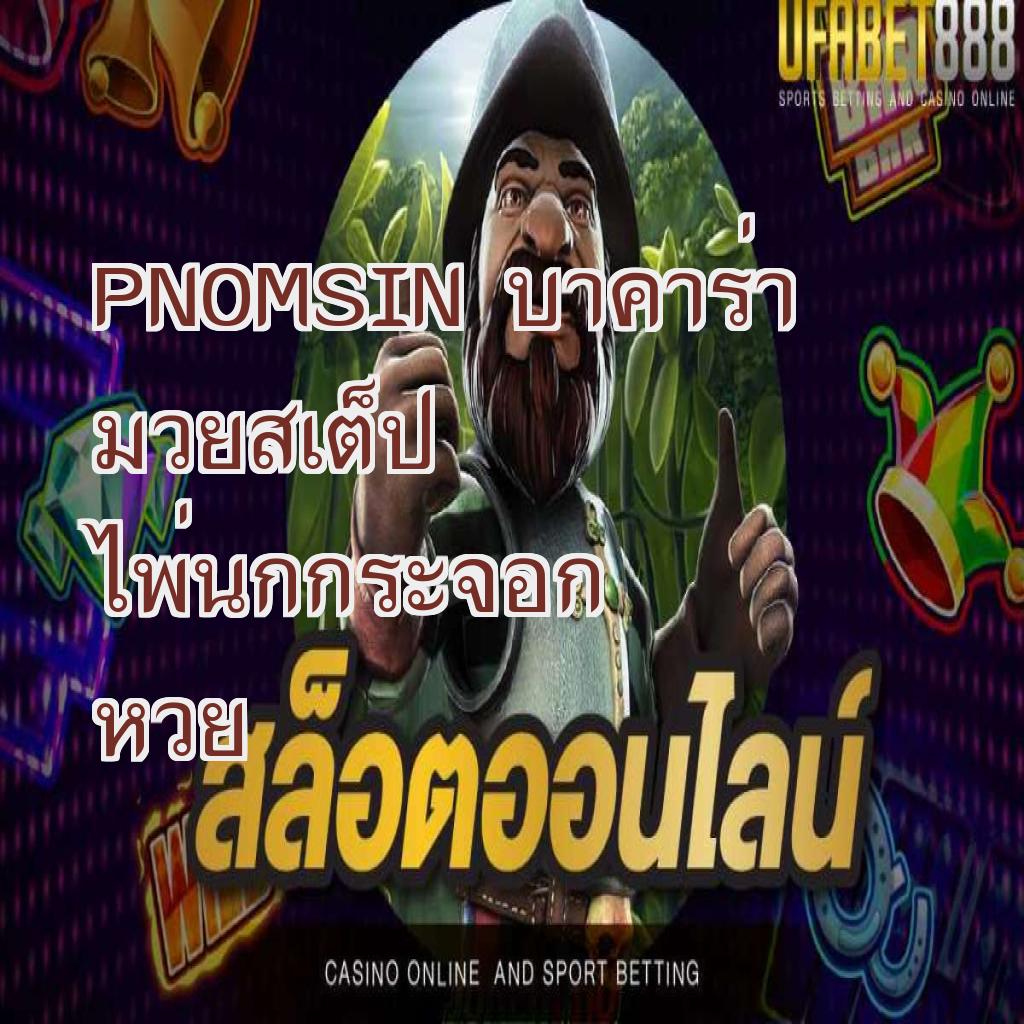 UFABET888
SPORTS BETTING AND CASINO ONLINE
BAR
PNOMSIN บาคาร่า
มวยสเต็ป
ไพ่นกกระจอก
หวย
สล็อตออนไลน์
CASINO ONLINE AND SPORT BETTING